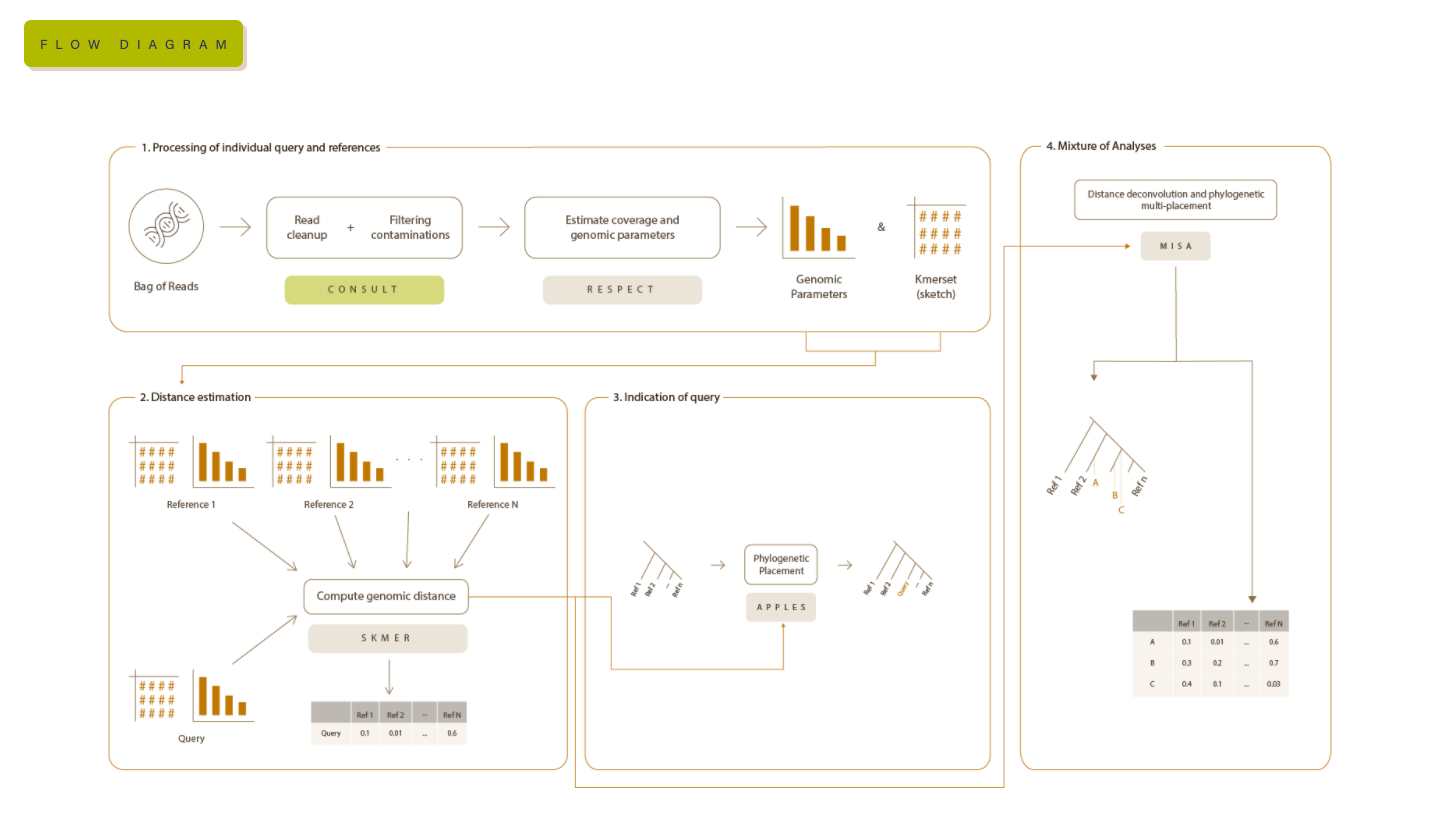 FLOW DIAGRAM
1. Processing of individual query and references
Read
cleanup
+
Filtering
contaminations
Estimate coverage and
genomic parameters
# # # #
# # # #
# # # #
&
Bag of Reads
CONSULT
RESPECT
Genomic
Parameters
Kmerset
(sketch)
2. Distance estimation
# # # #
# # # #
# # # #
# # # #
# # # #
# # # #
. . .
# # # #
# # # #
# # # #
Reference 1
Reference 2
Reference N
Compute genomic distance
SKMER
# # # #
# # # #
# # # #
Query
Ref 1 Ref 2 ... Ref N
Query 0.1 0.01 ... 0.6
3. Indication of query
Ref 1
Ref 2
...
Ref n
Phylogenetic
Placement
APPLES
Ref 1
Ref 2
Query
...
Ref n
4. Mixture of Analyses
Distance deconvolution and phylogenetic
multi-placement
MISA
Ref 1
Ref 2
A
B
C
Ref n
Ref 1 Ref 2 ... Ref N
A 0.1 0.01 ... 0.6
B 0.3 0.2 ... 0.7
C 0.4 0.1 ... 0.03